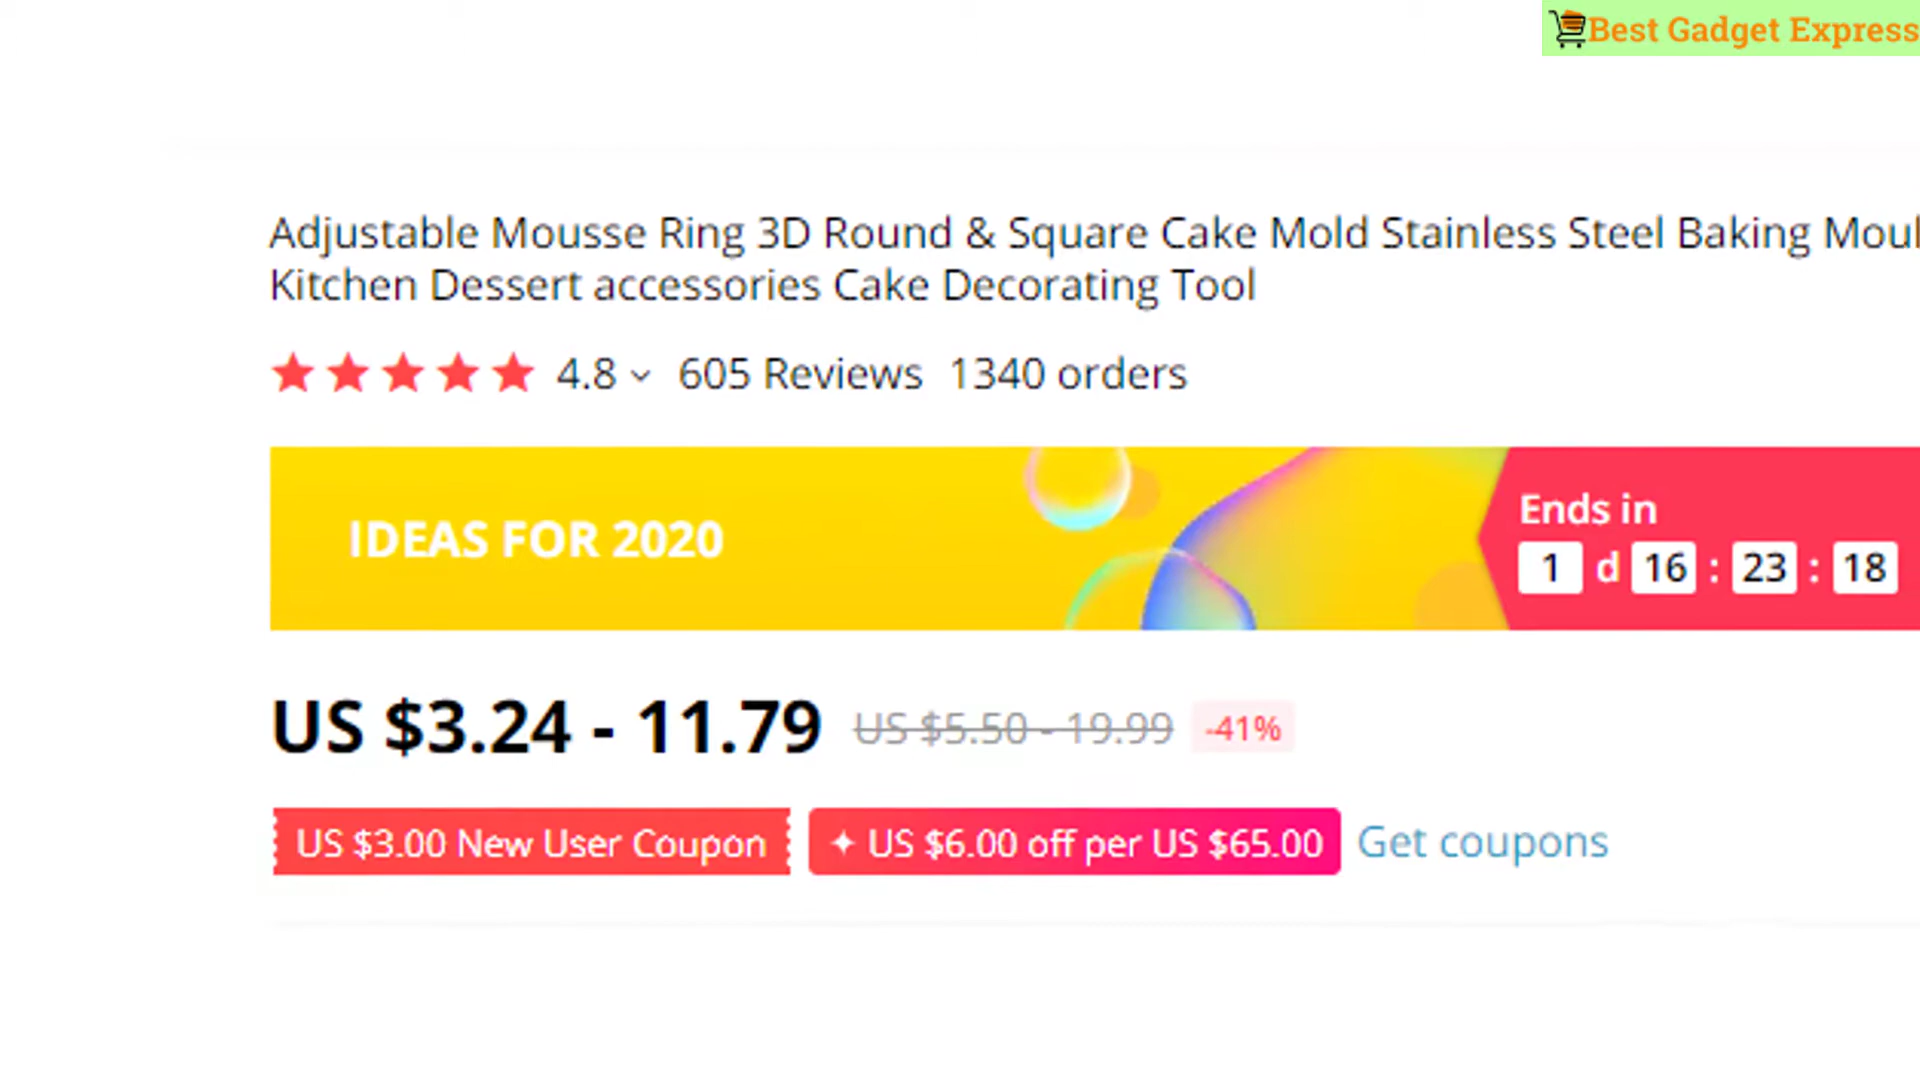 Best Gadget Express
Adjustable Mousse Ring 3D Round & Square Cake Mold Stainless Steel Baking Moul
Kitchen Dessert accessories Cake Decorating Tool
4.8 605 Reviews 1340 orders
IDEAS FOR 2020
Ends in
1 d 16 : 23 : 18
US $3.24 - 11.79 US $5.50 - 19.99 -41%
US $3.00 New User Coupon US $6.00 off per US $65.00 Get coupons